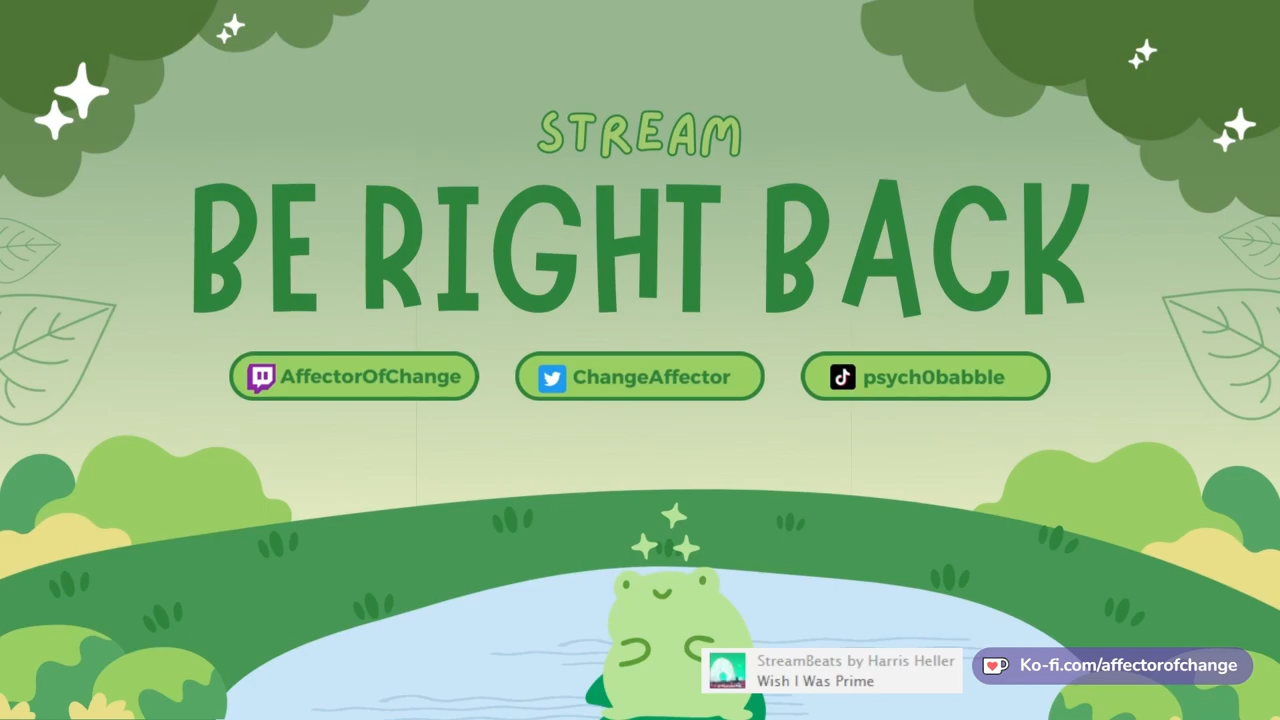 STREAM
BE RIGHT BACK
AffectorOfChange
ChangeAffector
psych0babble
StreamBeats by Harris Heller
Wish I Was Prime
Ko-fi.com/affectorofchange